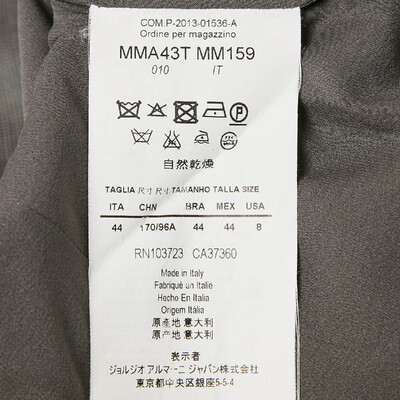 COM.P-2013-01536-A
Ordine per magazzino
MMA43T MM159
010 IT
P
自然乾燥
TAGLIA 尺寸 尺寸 TAMANHO TALLA SIZE
ITA CHN BRA MEX USA
44 170/96A 44 44 8
RN103723 CA37360
Made in Italy
Fabriqué un Italie
Hecho En Italia
Origem Itália
原產地 意大利
原产地 意大利
表示者
ジョルジオ アルマーニ ジャパン株式会社
東京都中央区銀座5-5-4